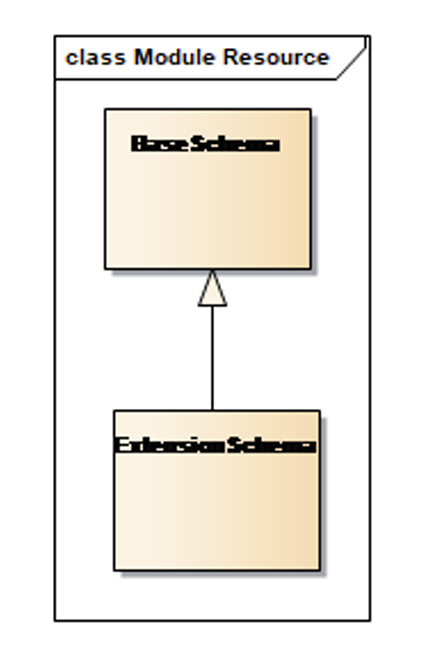 class Module Resource
Base Schema
Extension Schema